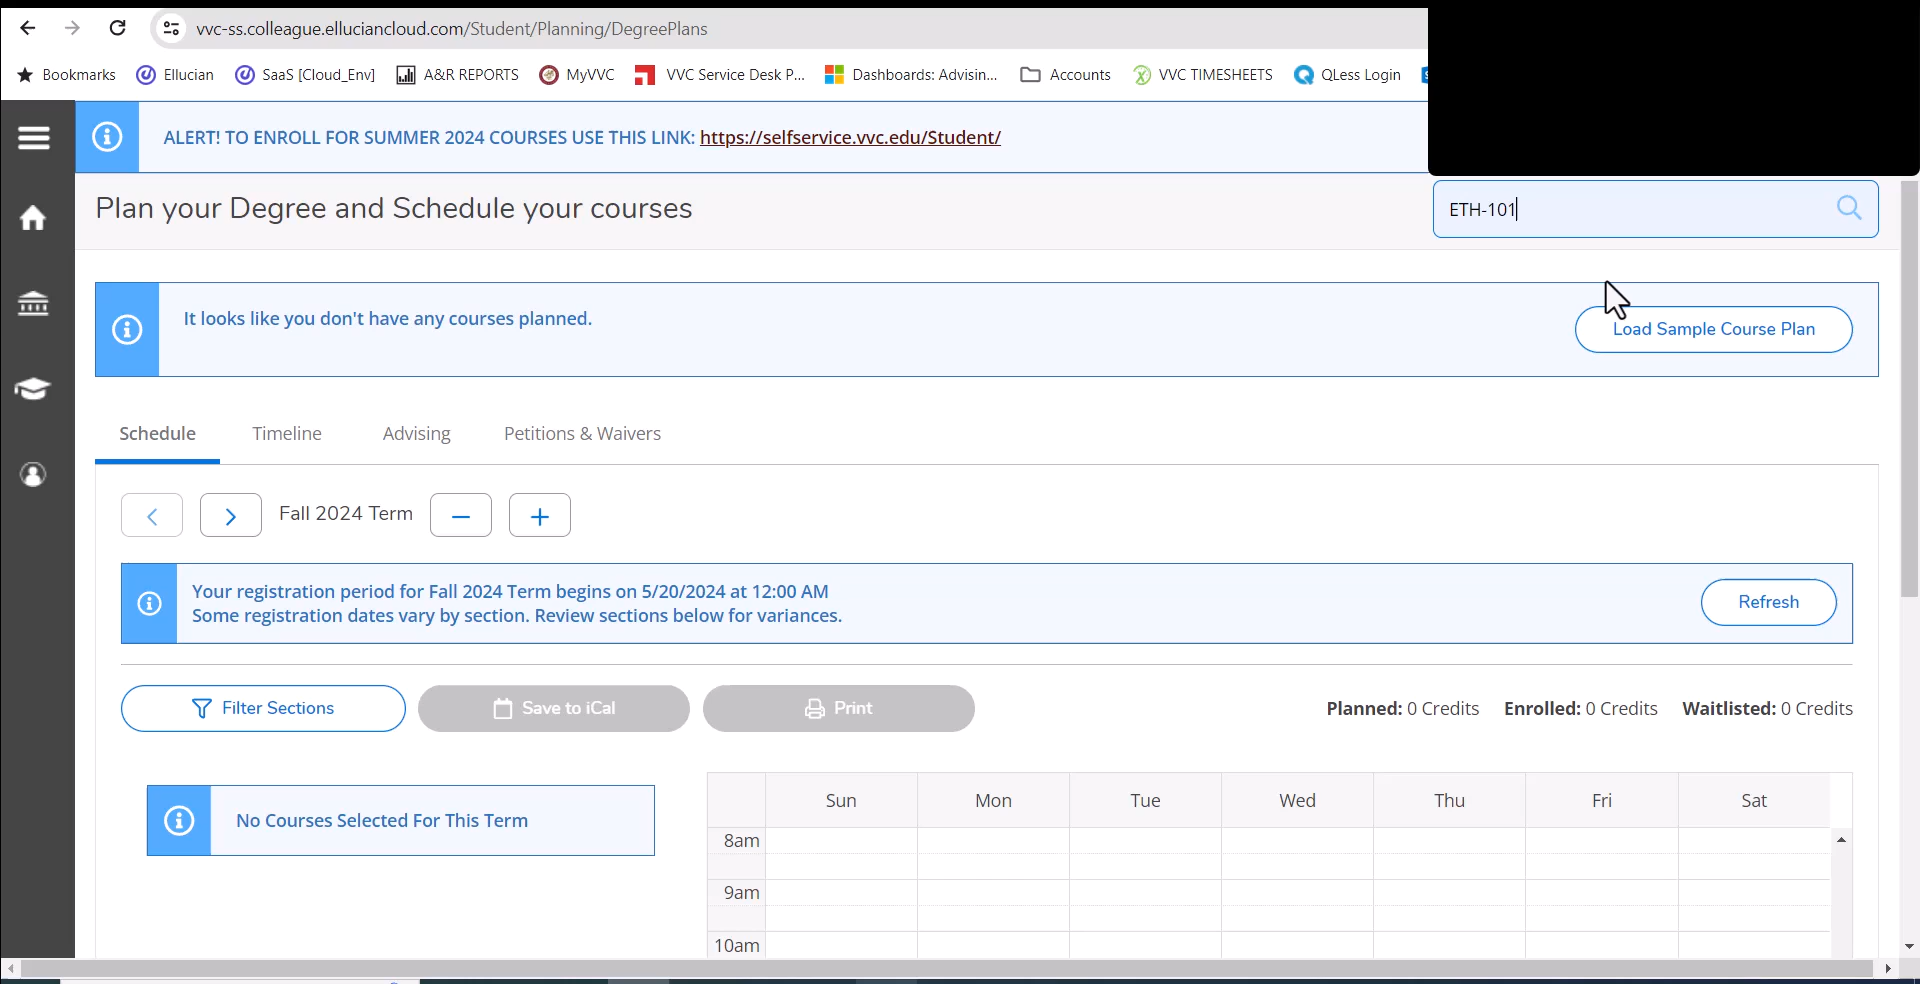 vvc-ss.colleague.elluciancloud.com/Student/Planning/DegreePlans
Bookmarks Ellucian SaaS [Cloud_Env] A&R REPORTS MyVVC VVC Service Desk P... Dashboards: Advisin... Accounts VVC TIMESHEETS QLess Login
ALERT! TO ENROLL FOR SUMMER 2024 COURSES USE THIS LINK: https://selfservice.vvc.edu/Student/
Plan your Degree and Schedule your courses
ETH-101
It looks like you don't have any courses planned.
Load Sample Course Plan
Schedule Timeline Advising Petitions & Waivers
Fall 2024 Term
Your registration period for Fall 2024 Term begins on 5/20/2024 at 12:00 AM
Some registration dates vary by section. Review sections below for variances.
Refresh
Filter Sections Save to iCal Print Planned: 0 Credits Enrolled: 0 Credits Waitlisted: 0 Credits
No Courses Selected For This Term
Sun Mon Tue Wed Thu Fri Sat
8am
9am
10am